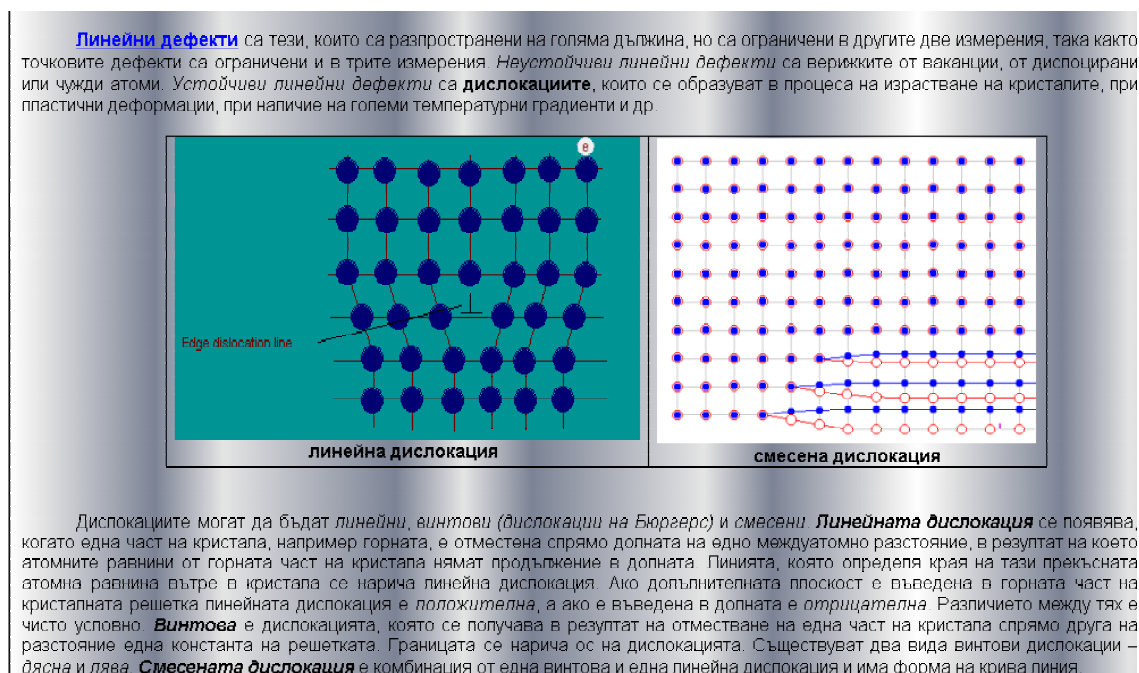 Линейни дефекти са тези, които са разпространени на голяма дължина, но са ограничени в другите две измерения, така както
точковите дефекти са ограничени и в трите измерения. Неустойчиви линейни дефекти са верижките от ваканции, от дислоцирани
или чужди атоми. Устойчиви линейни дефекти са дислокациите, които се образуват в процеса на израстване на кристалите, при
пластични деформации, при наличие на големи температурни градиенти и др.
в
Edge dislocation line
линейна дислокация
смесена дислокация
Дислокациите могат да бъдат линейни, винтови (дислокации на Бюргерс) и смесени. Линейната дислокация се появява,
когато една част на кристала, например горната, е отместена спрямо долната на едно междуатомно разстояние, в резултат на което
атомните равнини от горната част на кристала нямат продължение в долната. Линията, която определя края на тази прекъсната
атомна равнина вътре в кристала се нарича линейна дислокация. Ако допълнителната плоскост е въведена в горната част на
кристалната решетка линейната дислокация е положителна, а ако е въведена в долната е отрицателна. Различието между тях е
чисто условно. Винтова е дислокацията, която се получава в резултат на отместване на една част на кристала спрямо друга на
разстояние една константа на решетката. Границата се нарича ос на дислокацията. Съществуват два вида винтови дислокации –
дясна и лява. Смесената дислокация е комбинация от една винтова и една линейна дислокация и има форма на крива линия.